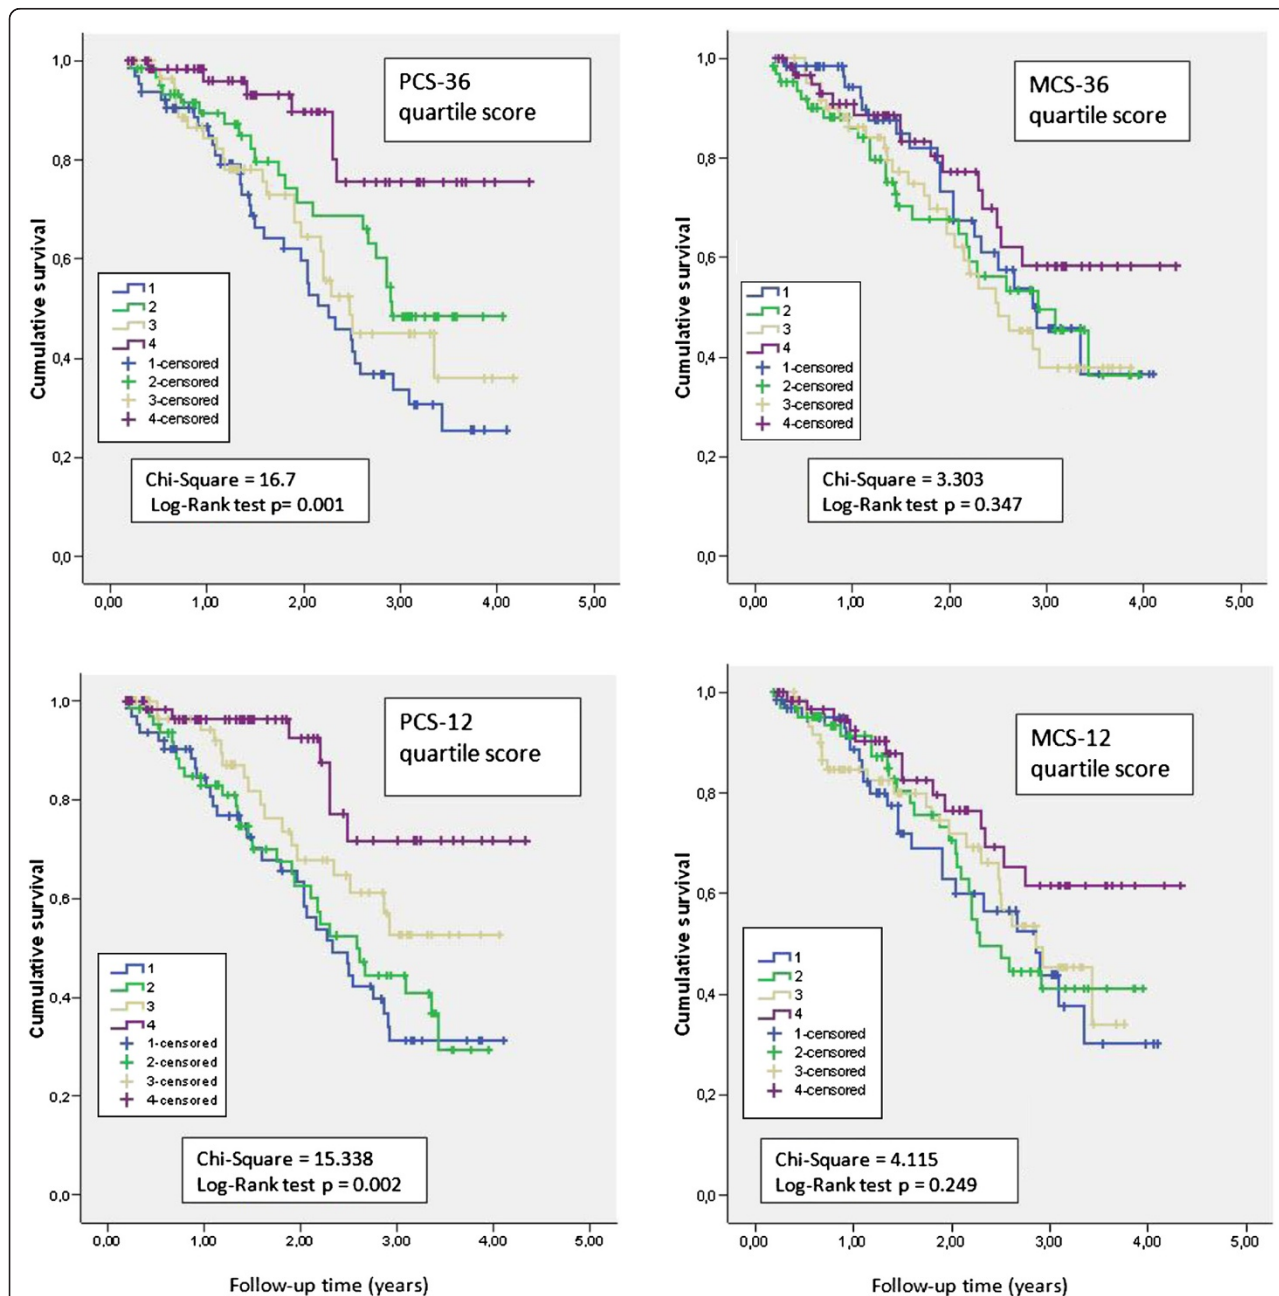 PCS-36
quartile score
Cumulative survival
1,0
0,8
0,6
0,4
0,2
0,0
1
2
3
4
1-censored
2-censored
3-censored
4-censored
Chi-Square = 16.7
Log-Rank test p= 0.001
0,00 1,00 2,00 3,00 4,00 5,00
MCS-36
quartile score
Cumulative survival
1,0
0,8
0,6
0,4
0,2
0,0
1
2
3
4
1-censored
2-censored
3-censored
4-censored
Chi-Square = 3.303
Log-Rank test p = 0.347
0,00 1,00 2,00 3,00 4,00 5,00
PCS-12
quartile score
Cumulative survival
1,0
0,8
0,6
0,4
0,2
0,0
1
2
3
4
1-censored
2-censored
3-censored
4-censored
Chi-Square = 15.338
Log-Rank test p = 0.002
0,00 1,00 2,00 3,00 4,00 5,00
Follow-up time (years)
MCS-12
quartile score
Cumulative survival
1,0
0,8
0,6
0,4
0,2
0,0
1
2
3
4
1-censored
2-censored
3-censored
4-censored
Chi-Square = 4.115
Log-Rank test p = 0.249
0,00 1,00 2,00 3,00 4,00 5,00
Follow-up time (years)